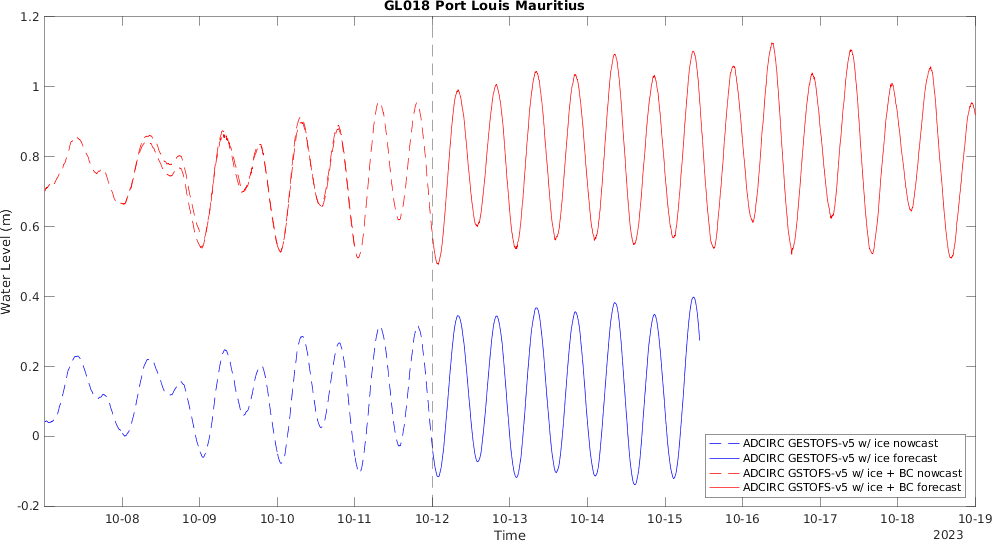 GL018 Port Louis Mauritius
Water Level (m)
1.2
1
0.8
0.6
0.4
0.2
0
-0.2
ADCIRC GESTOFS-v5 w/ ice nowcast
ADCIRC GESTOFS-v5 w/ ice forecast
ADCIRC GSTOFS-v5 w/ ice + BC nowcast
ADCIRC GSTOFS-v5 w/ ice + BC forecast
10-08 10-09 10-10 10-11 10-12 10-13 10-14 10-15 10-16 10-17 10-18 10-19
Time
2023